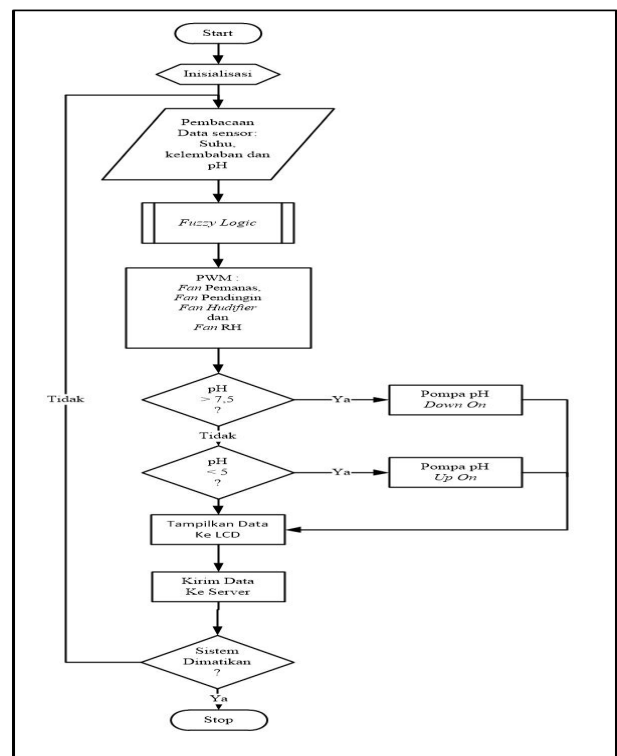 Start
Inisialisasi
Pembacaan
Data sensor:
Suhu,
kelembaban dan
pH
Fuzzy Logic
PWM :
Fan Pemanas,
Fan Pendingin
Fan Hudifier
dan
Fan RH
pH
> 7,5
?
Ya
Pompa pH
Down On
Tidak
Tidak
pH
< 5
?
Ya
Pompa pH
Up On
Tampilkan Data
Ke LCD
Kirim Data
Ke Server
Sistem
Dimatikan
?
Ya
Stop